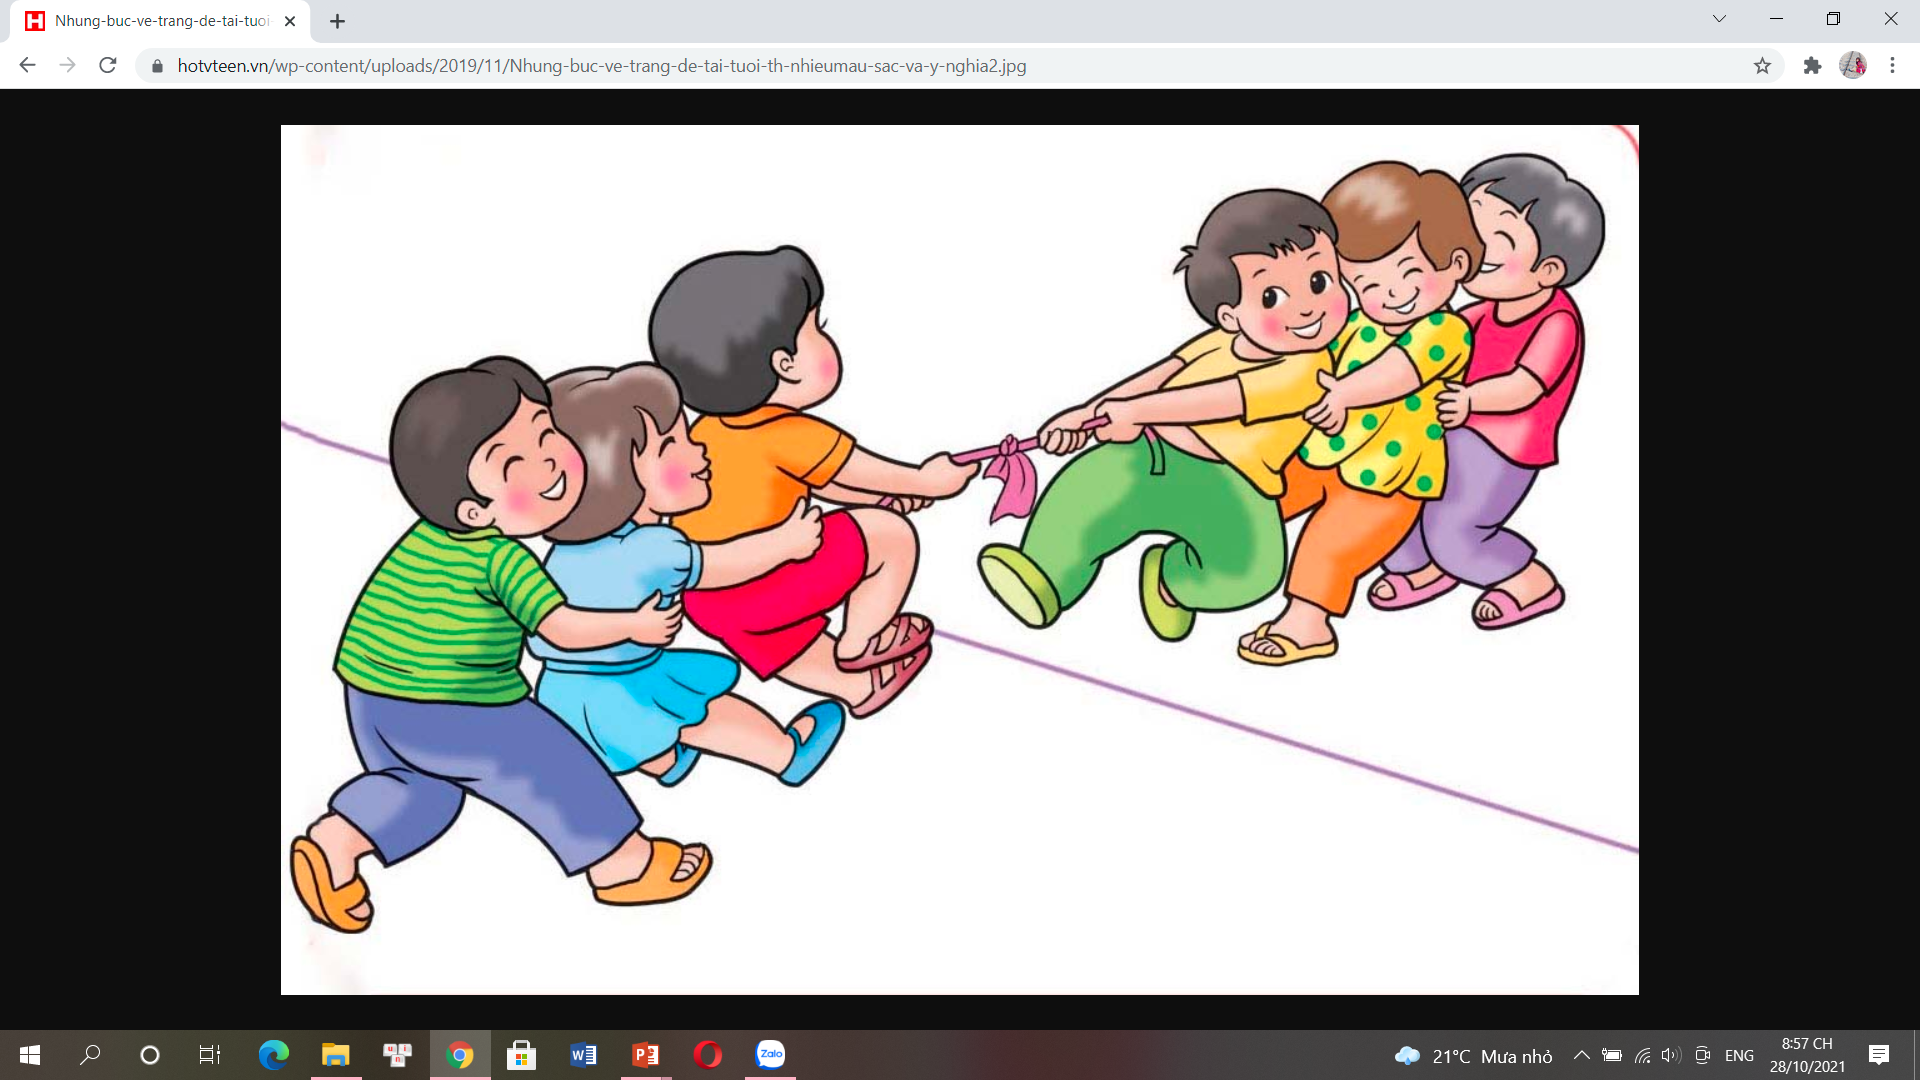 Nhung-buc-ve-trang-de-tai-tuoi-
hotvteen.vn/wp-content/uploads/2019/11/Nhung-buc-ve-trang-de-tai-tuoi-th-nhieumau-sac-va-y-nghia2.jpg
Zalo
21°C Mưa nhỏ
ENG
8:57 CH
28/10/2021